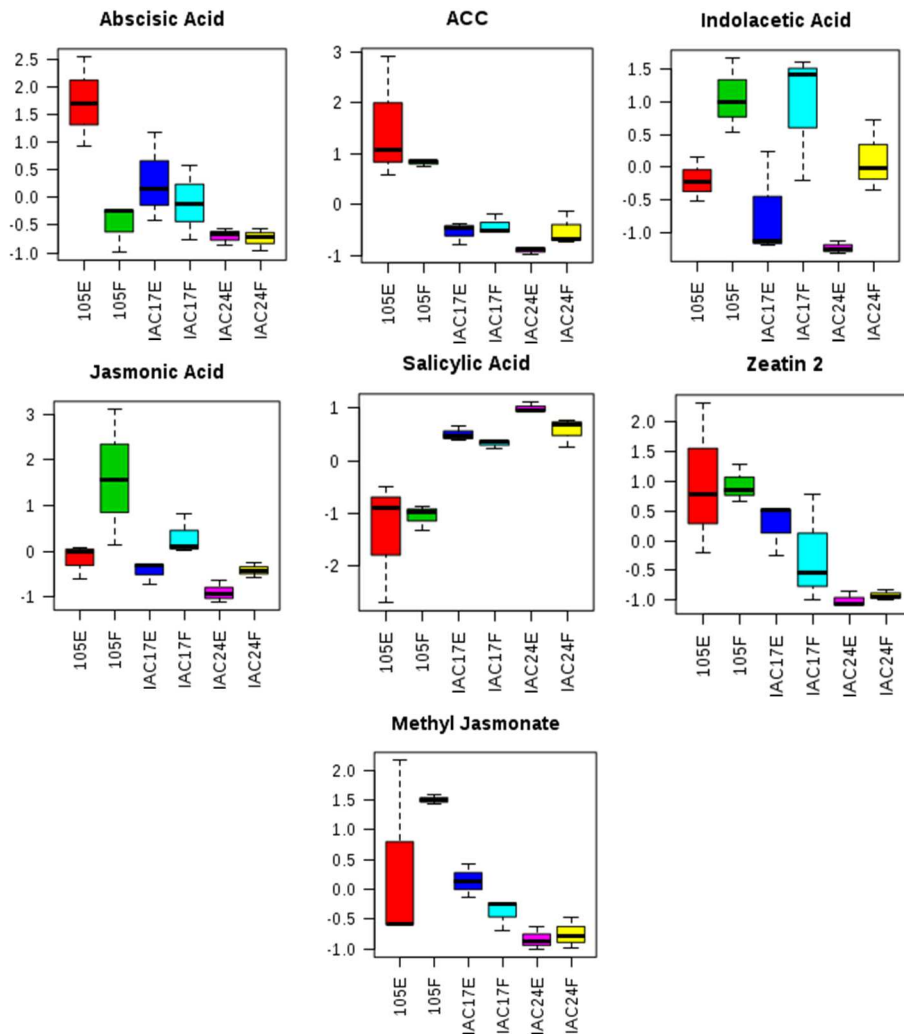 Abscisic Acid
2.5
2.0
1.5
1.0
0.5
0.0
-0.5
-1.0
105E
105F
IAC17E
IAC17F
IAC24E
IAC24F
ACC
3
2
1
0
-1
105E
105F
IAC17E
IAC17F
IAC24E
IAC24F
Indolacetic Acid
1.5
1.0
0.5
0.0
-1.0
105E
105F
IAC17E
IAC17F
IAC24E
IAC24F
Jasmonic Acid
3
2
1
0
-1
105E
105F
IAC17E
IAC17F
IAC24E
IAC24F
Salicylic Acid
1
0
-1
-2
105E
105F
IAC17E
IAC17F
IAC24E
IAC24F
Zeatin 2
2.0
1.5
1.0
0.5
0.0
-0.5
-1.0
105E
105F
IAC17E
IAC17F
IAC24E
IAC24F
Methyl Jasmonate
2.0
1.5
1.0
0.5
0.0
-0.5
-1.0
105E
105F
IAC17E
IAC17F
IAC24E
IAC24F